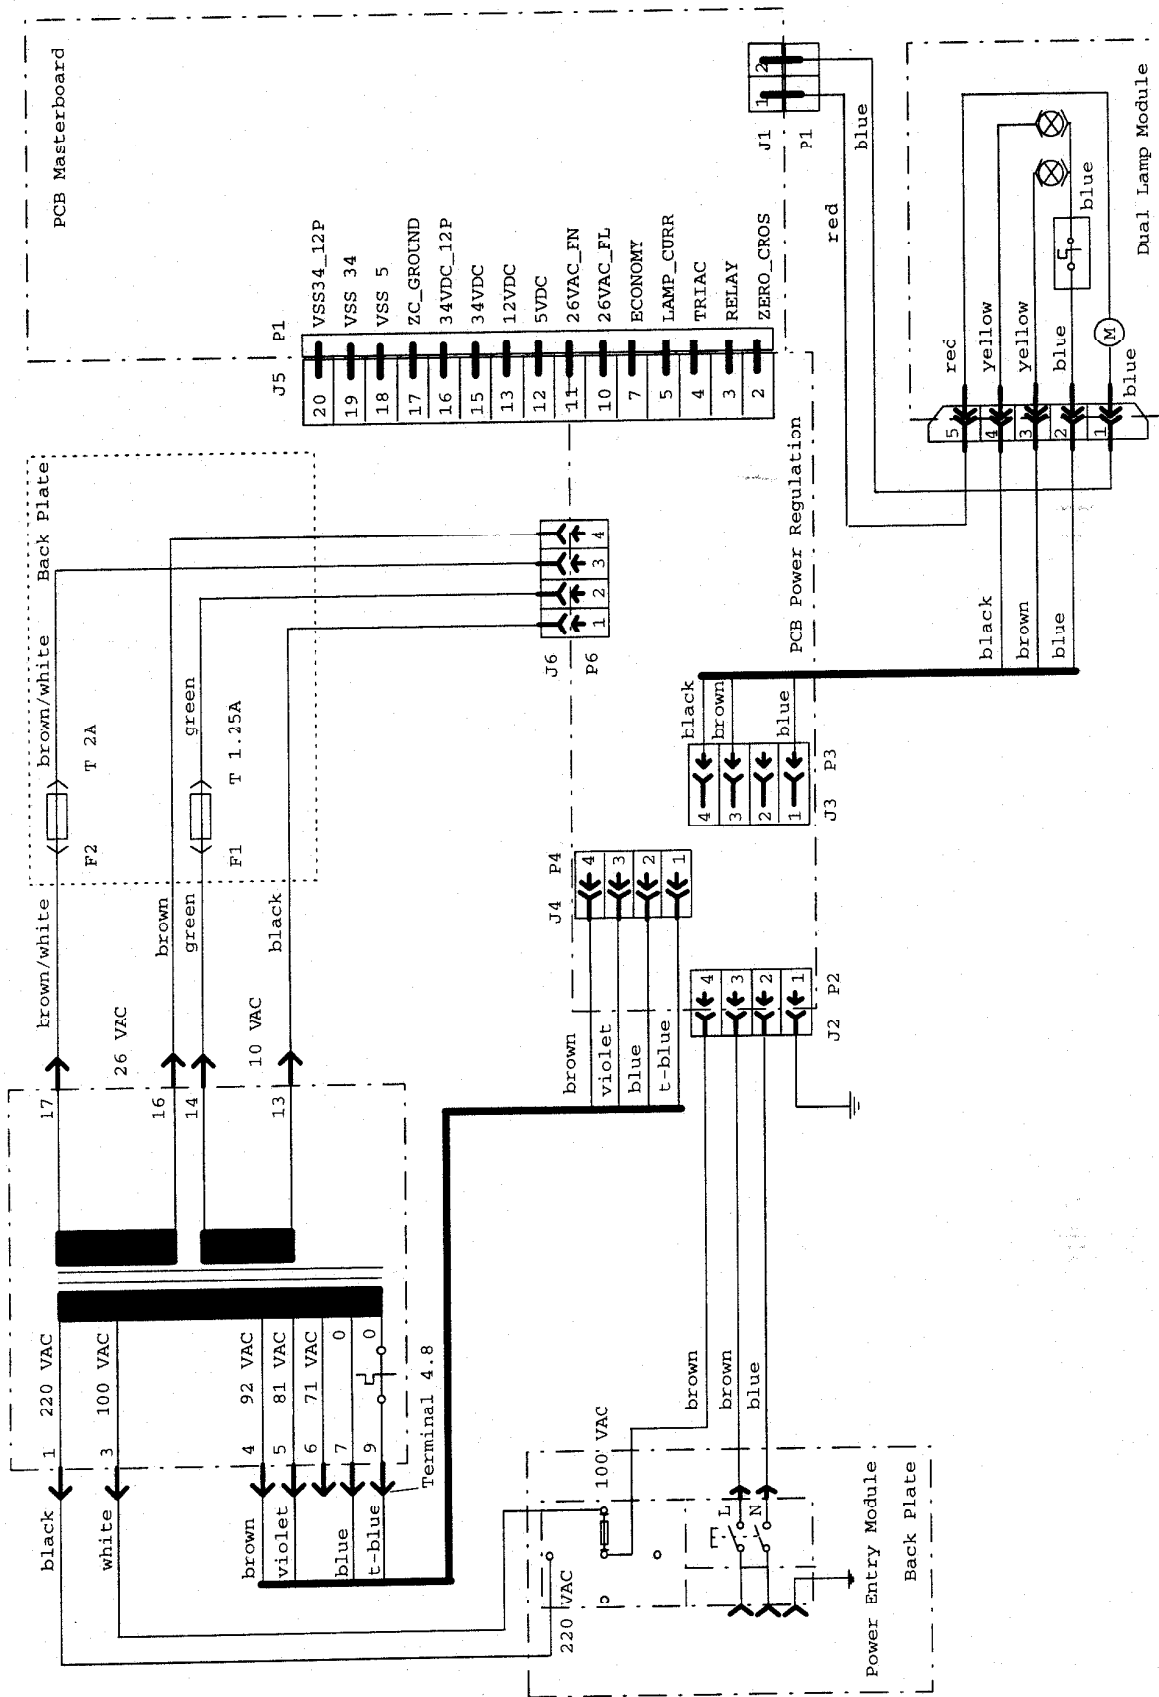 PCB Masterboard
J1
P1
1
2
red
blue
P1
J5
20 VSS34_12P
19 VSS 34
18 VSS 5
17 ZC_GROUND
16 34VDC_12P
15 34VDC
13 12VDC
12 5VDC
11 26VAC_FN
10 26VAC_FL
7 ECONOMY
5 LAMP_CURR
4 TRIAC
3 RELAY
2 ZERO_CROS
Dual Lamp Module
red
yellow
yellow
blue
blue
blue
M
5
4
3
2
1
black
brown
blue
PCB Power Regulation
Back Plate
brown/white
T 2A
F2
green
T 1.25A
F1
J6
P6
1
2
3
4
black
brown
blue
4
3
2
1
J3
P3
J4
P4
4
3
2
1
brown
violet
blue
t-blue
4
3
2
1
J2
P2
brown/white
brown
green
black
26 VAC
10 VAC
17
16
14
13
1 220 VAC
3 100 VAC
4 92 VAC
5 81 VAC
6 71 VAC
7 0
9 0
Terminal 4.8
black
white
brown
violet
blue
t-blue
brown
brown
blue
100 VAC
220 VAC
L
N
Power Entry Module
Back Plate